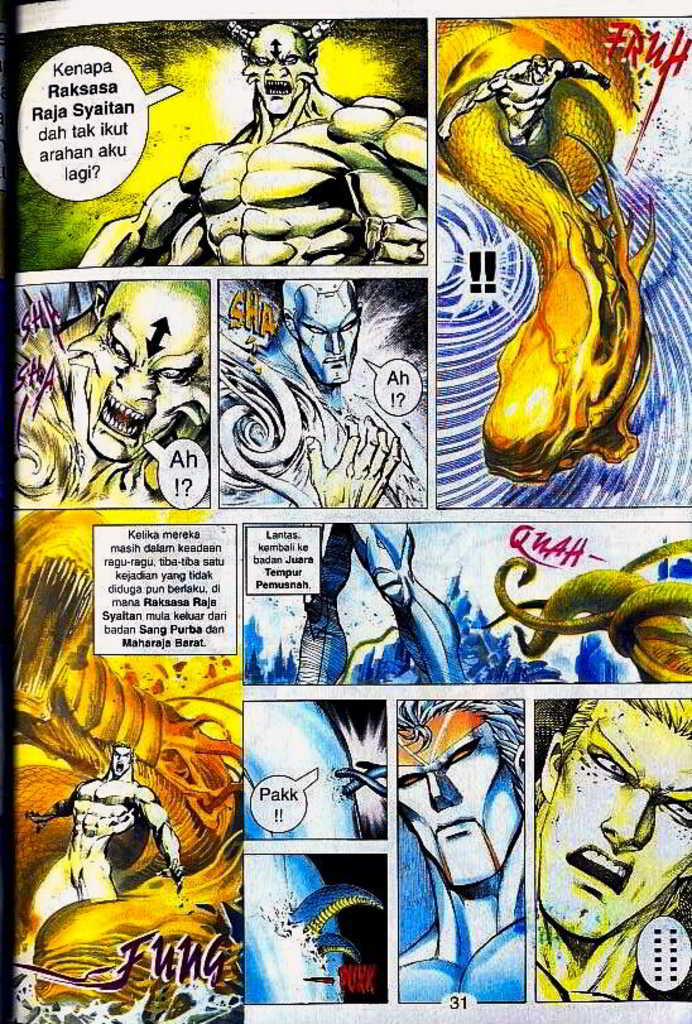 Kenapa
Raksasa
Raja Syaitan
dah tak ikut
arahan aku
lagi?
FRUH
!!
SHA
SHA
Ah
!?
SHA
Ah
!?
Ketika mereka
masih dalam keadaan
ragu-ragu, tiba-tiba satu
kejadian yang tidak
diduga pun berlaku, di
mana Raksasa Raja
Syaitan mula keluar dari
badan Sang Purba dan
Maharaja Barat.
FUNG
Lantas,
kembali ke
badan Juara
Tempur
Pemusnah.
QUAH
Pakk
!!
!!!!
31